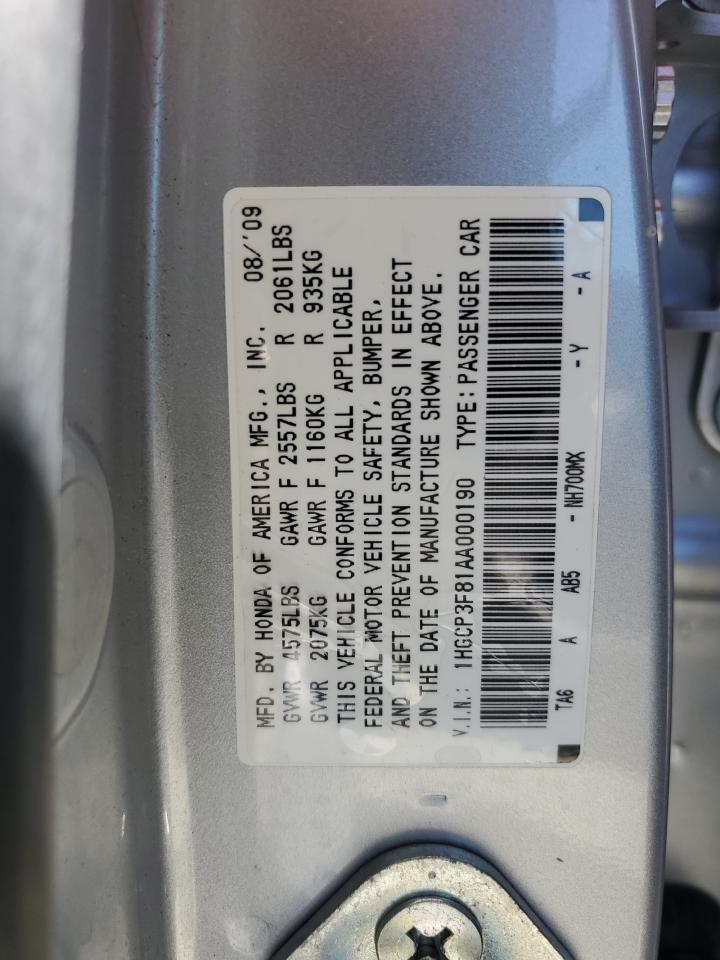 MFD. BY HONDA OF AMERICA MFG., INC. 08/'09
GVWR 4575LBS GAWR F 2557LBS R 2061LBS
GVWR 2075KG GAWR F 1160KG R 935KG
THIS VEHICLE CONFORMS TO ALL APPLICABLE
FEDERAL MOTOR VEHICLE SAFETY, BUMPER,
AND THEFT PREVENTION STANDARDS IN EFFECT
ON THE DATE OF MANUFACTURE SHOWN ABOVE.
V.I.N.: 1HGCP3F81AA000190 TYPE: PASSENGER CAR
TA6 A AB5 - NH700MX - Y - A